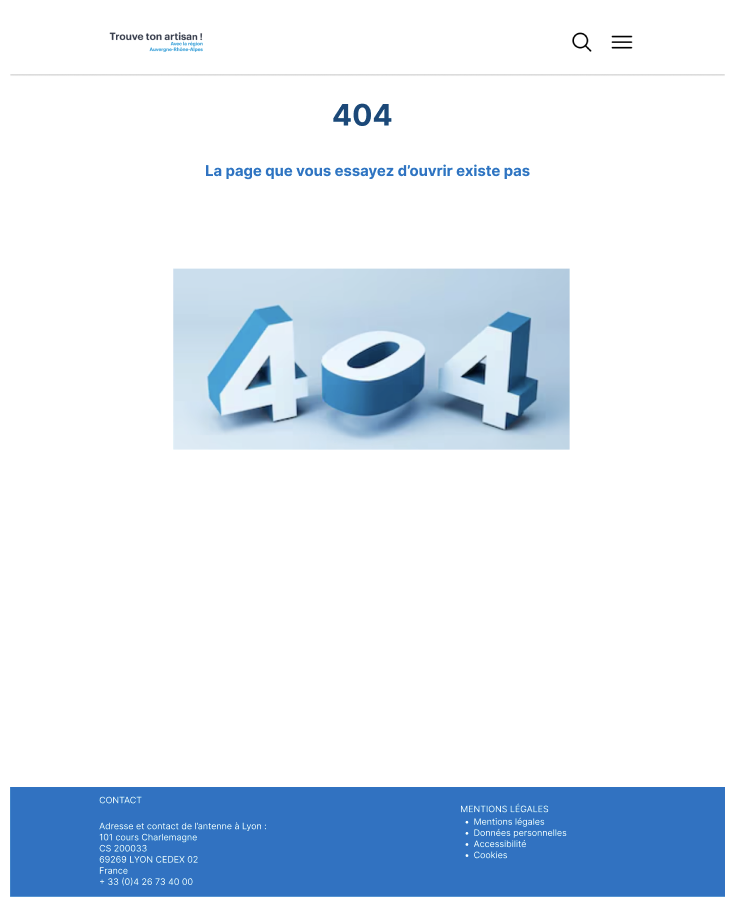 Trouve ton artisan !
Avec la région
Auvergne-Rhône-Alpes
404
La page que vous essayez d'ouvrir existe pas
404
CONTACT
Adresse et contact de l'antenne à Lyon :
101 cours Charlemagne
CS 200033
69269 LYON CEDEX 02
France
+ 33 (0)4 26 73 40 00
MENTIONS LÉGALES
• Mentions légales
• Données personnelles
• Accessibilité
• Cookies